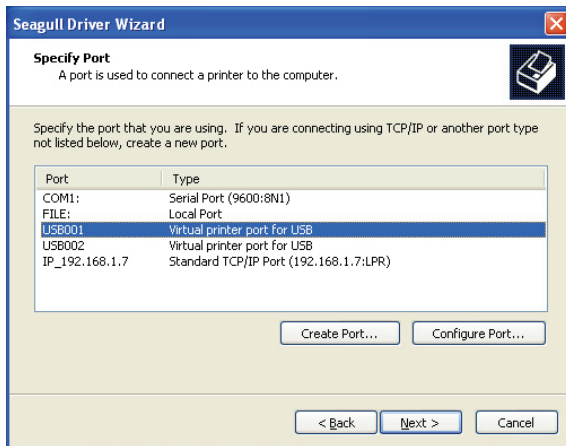 Seagull Driver Wizard
Specify Port
A port is used to connect a printer to the computer.
Specify the port that you are using. If you are connecting using TCP/IP or another port type
not listed below, create a new port.
Port Type
COM1: Serial Port (9600:8N1)
FILE: Local Port
USB001 Virtual printer port for USB
USB002 Virtual printer port for USB
IP_192.168.1.7 Standard TCP/IP Port (192.168.1.7:LPR)
Create Port... Configure Port...
< Back Next > Cancel